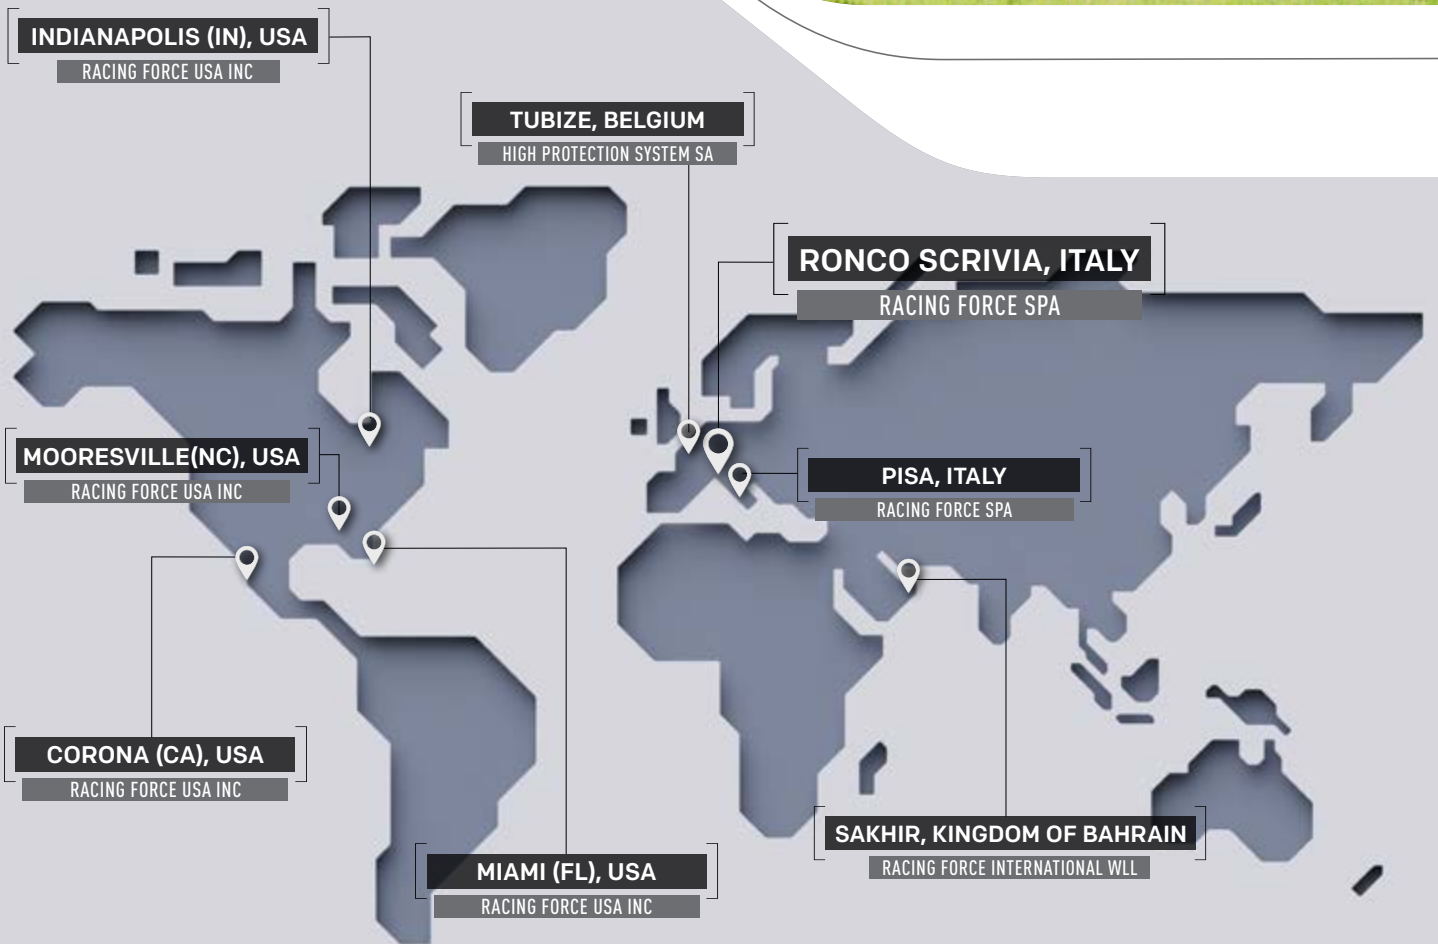 INDIANAPOLIS (IN), USA
RACING FORCE USA INC
TUBIZE, BELGIUM
HIGH PROTECTION SYSTEM SA
RONCO SCRIVIA, ITALY
RACING FORCE SPA
MOORESVILLE(NC), USA
RACING FORCE USA INC
PISA, ITALY
RACING FORCE SPA
CORONA (CA), USA
RACING FORCE USA INC
SAKHIR, KINGDOM OF BAHRAIN
RACING FORCE INTERNATIONAL WLL
MIAMI (FL), USA
RACING FORCE USA INC